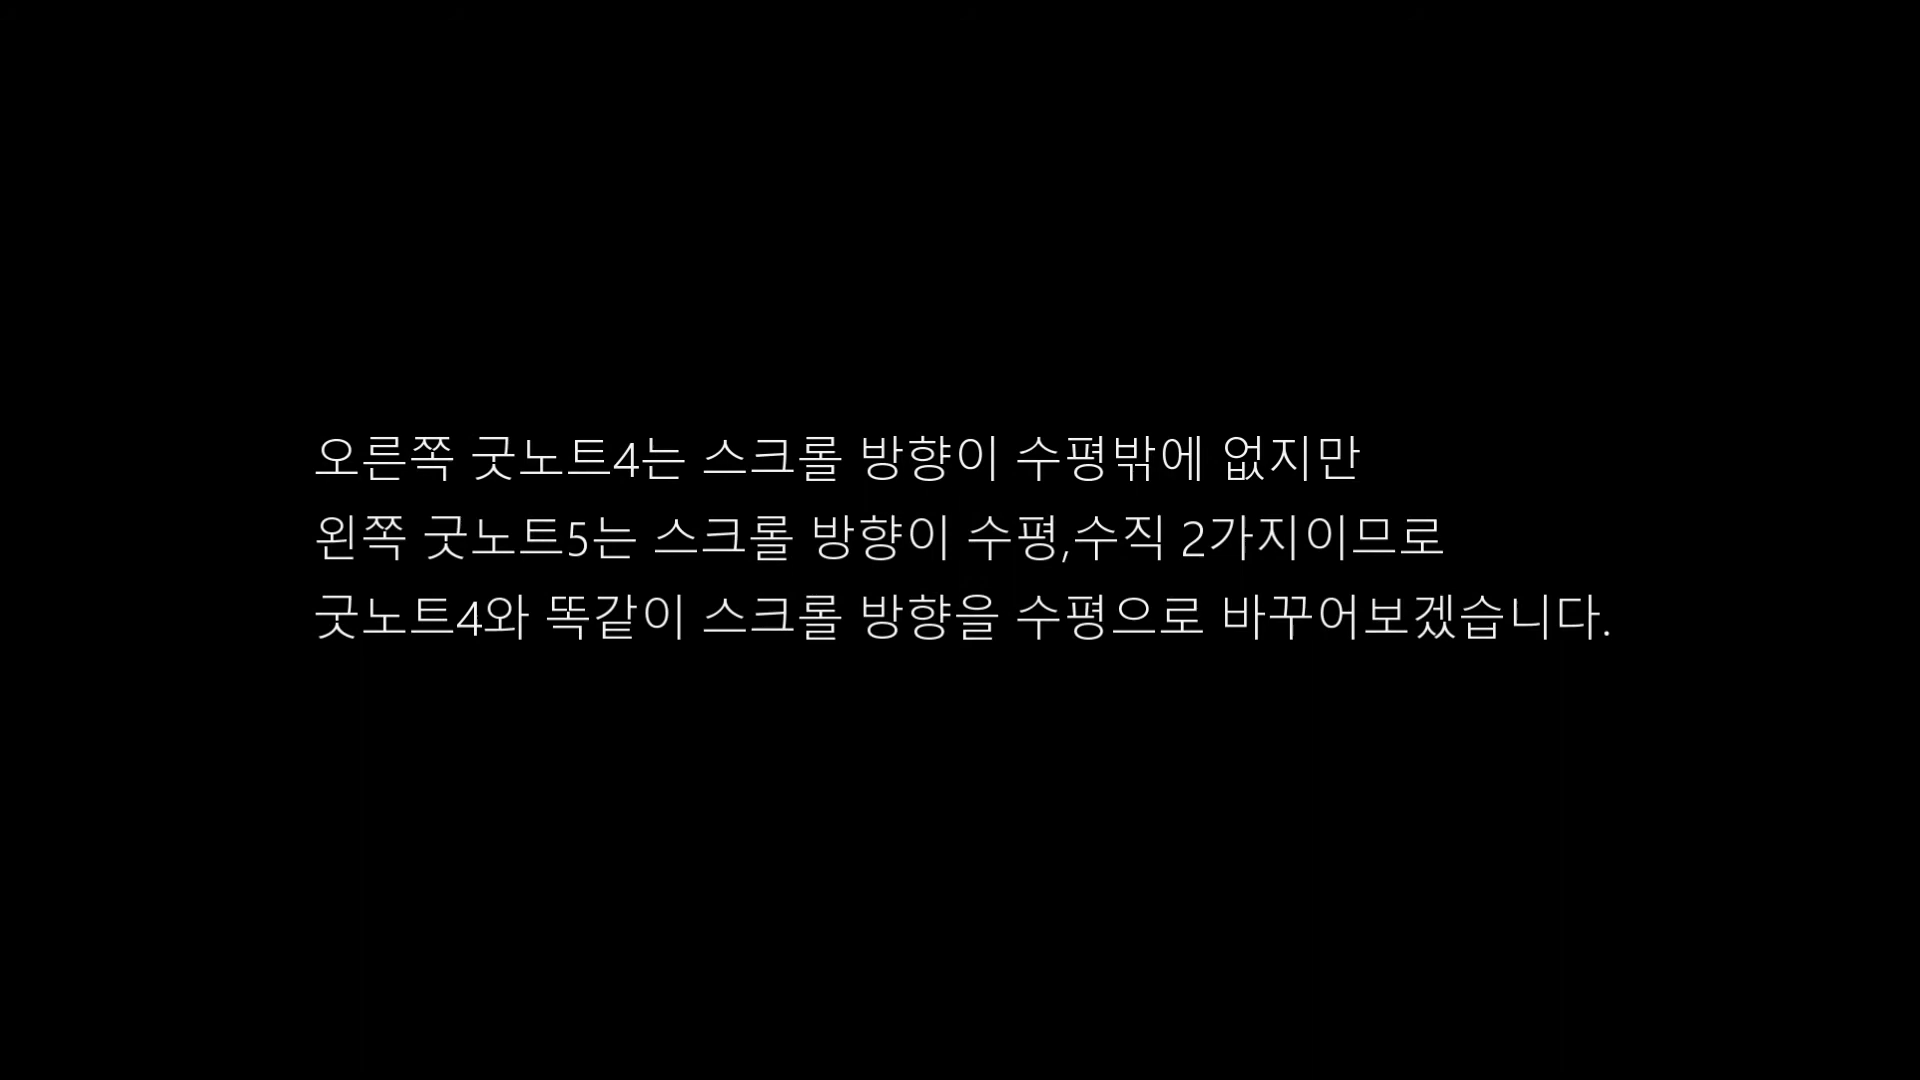 오른쪽 굿노트4는 스크롤 방향이 수평밖에 없지만
왼쪽 굿노트5는 스크롤 방향이 수평,수직 2가지이므로
굿노트4와 똑같이 스크롤 방향을 수평으로 바꾸어보겠습니다.